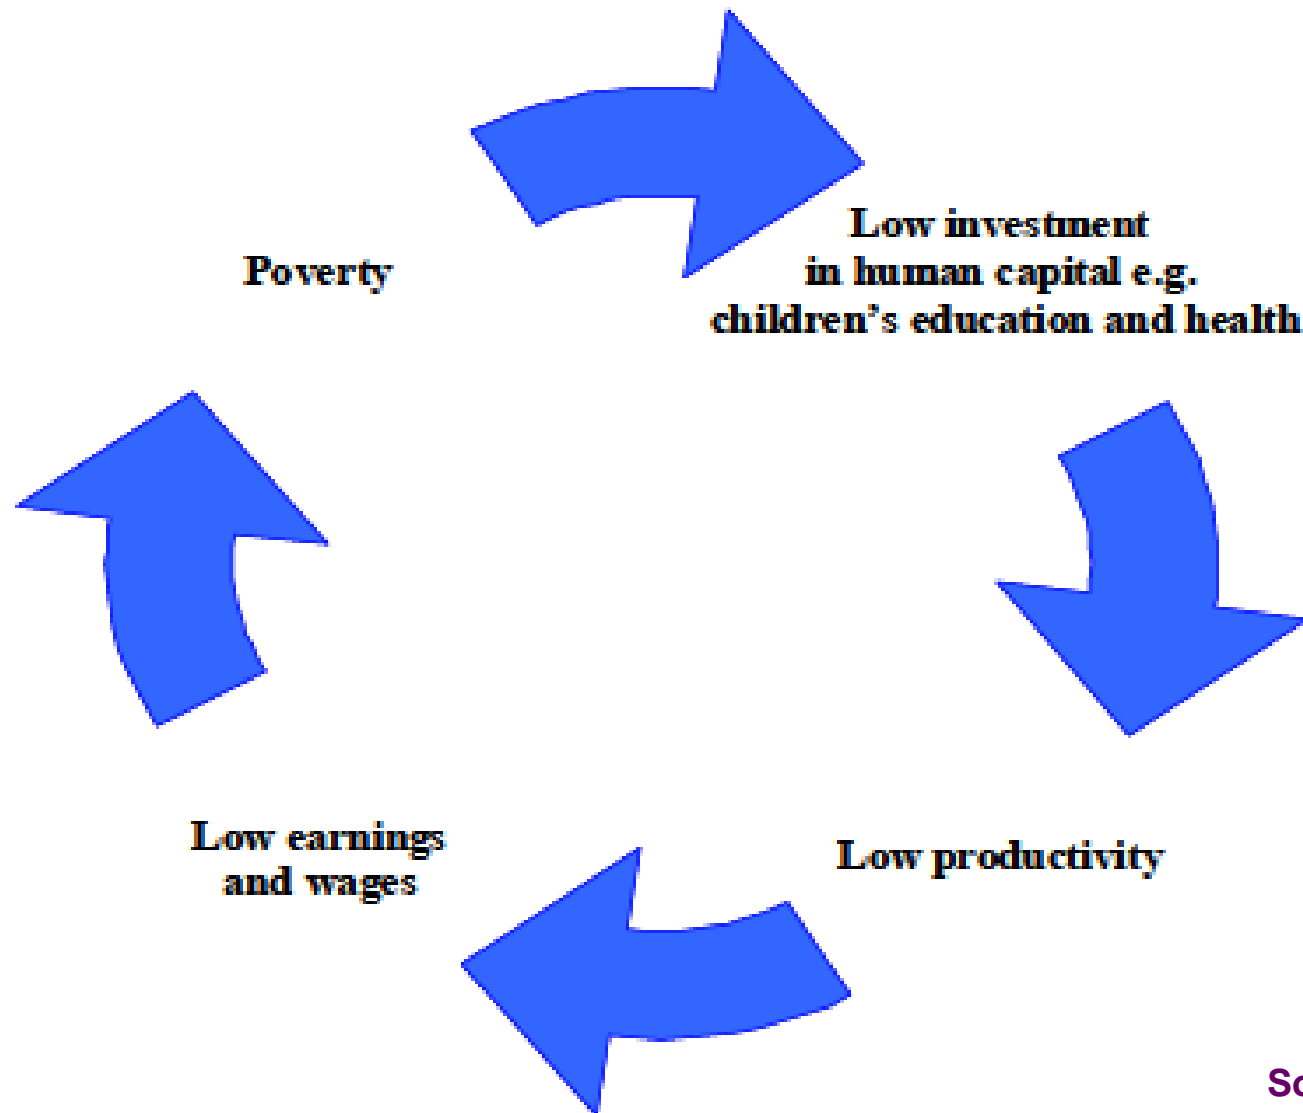 Poverty
Low investment
in human capital e.g.
children's education and health
Low productivity
Low earnings
and wages